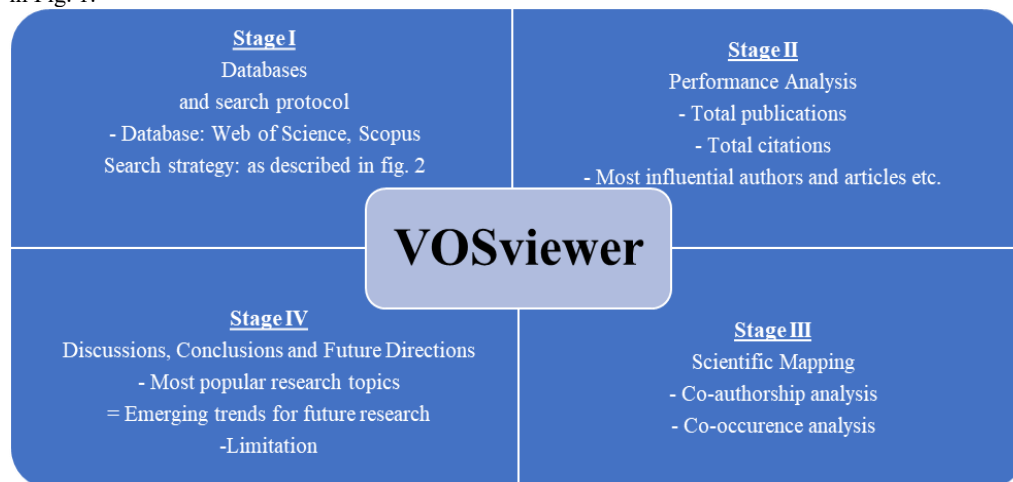 in Fig. 1.
Stage I
Databases
and search protocol
- Database: Web of Science, Scopus
Search strategy: as described in fig. 2
Stage II
Performance Analysis
- Total publications
- Total citations
- Most influential authors and articles etc.
VOSviewer
Stage IV
Discussions, Conclusions and Future Directions
- Most popular research topics
= Emerging trends for future research
-Limitation
Stage III
Scientific Mapping
- Co-authorship analysis
- Co-occurence analysis